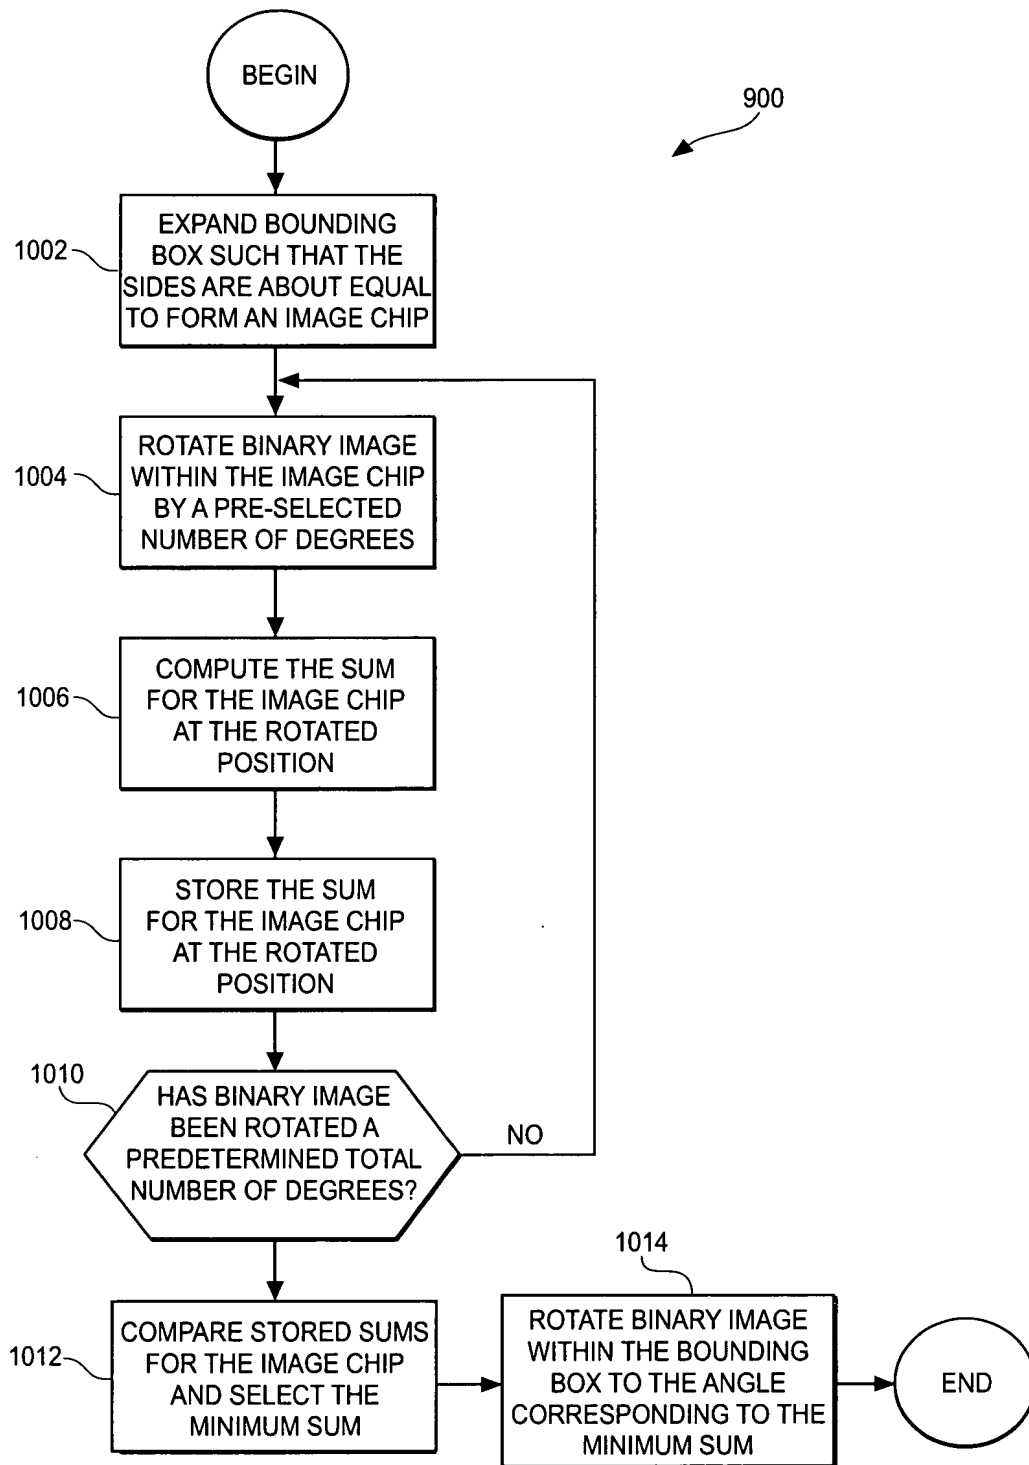 BEGIN
900
1002
EXPAND BOUNDING
BOX SUCH THAT THE
SIDES ARE ABOUT EQUAL
TO FORM AN IMAGE CHIP
1004
ROTATE BINARY IMAGE
WITHIN THE IMAGE CHIP
BY A PRE-SELECTED
NUMBER OF DEGREES
1006
COMPUTE THE SUM
FOR THE IMAGE CHIP
AT THE ROTATED
POSITION
1008
STORE THE SUM
FOR THE IMAGE CHIP
AT THE ROTATED
POSITION
1010
HAS BINARY IMAGE
BEEN ROTATED A
PREDETERMINED TOTAL
NUMBER OF DEGREES?
NO
1012
COMPARE STORED SUMS
FOR THE IMAGE CHIP
AND SELECT THE
MINIMUM SUM
1014
ROTATE BINARY IMAGE
WITHIN THE BOUNDING
BOX TO THE ANGLE
CORRESPONDING TO THE
MINIMUM SUM
END